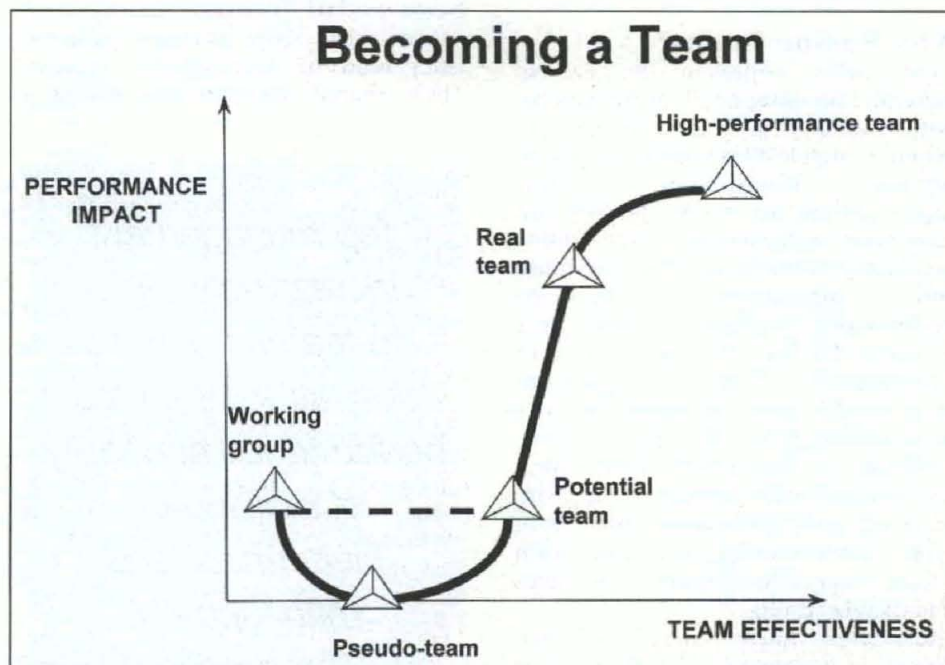 Becoming a Team
High-performance team
PERFORMANCE
IMPACT
Real
team
Working
group
Potential
team
TEAM EFFECTIVENESS
Pseudo-team